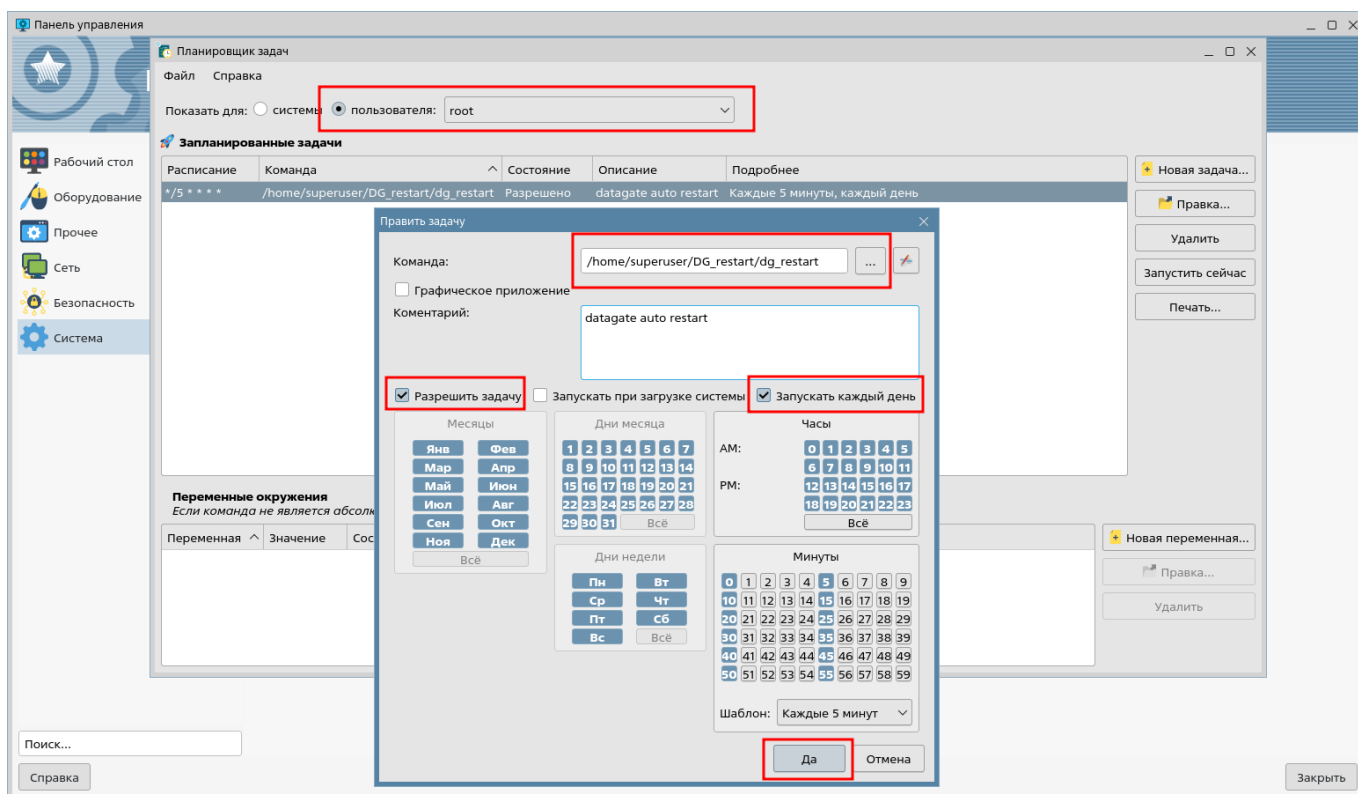 Панель управления
Планировщик задач
Файл Справка
Показать для: системы пользователя: root
Запланированные задачи
Рабочий стол
Оборудование
Прочее
Сеть
Безопасность
Система
Расписание Команда Состояние Описание Подробнее
*/5 * * * * /home/superuser/DG_restart/dg_restart Разрешено datagate auto restart Каждые 5 минуты, каждый день
Новая задача...
Правка...
Удалить
Запустить сейчас
Печать...
Править задачу
Команда: /home/superuser/DG_restart/dg_restart ...
Графическое приложение
Коментарий: datagate auto restart
Разрешить задачу Запускать при загрузке системы Запускать каждый день
Месяцы
Янв Фев
Мар Апр
Май Июн
Июл Авг
Сен Окт
Ноя Дек
Всё
Дни месяца
1 2 3 4 5 6 7
8 9 10 11 12 13 14
15 16 17 18 19 20 21
22 23 24 25 26 27 28
29 30 31 Всё
Дни недели
Пн Вт
Ср Чт
Пт Сб
Вс Всё
Часы
AM: 0 1 2 3 4 5
6 7 8 9 10 11
PM: 12 13 14 15 16 17
18 19 20 21 22 23
Всё
Минуты
0 1 2 3 4 5 6 7 8 9
10 11 12 13 14 15 16 17 18 19
20 21 22 23 24 25 26 27 28 29
30 31 32 33 34 35 36 37 38 39
40 41 42 43 44 45 46 47 48 49
50 51 52 53 54 55 56 57 58 59
Шаблон: Каждые 5 минут
Да Отмена
Переменные окружения
Если команда не является
Переменная Значение Сос
Новая переменная...
Правка...
Удалить
Поиск...
Справка
Закрыть